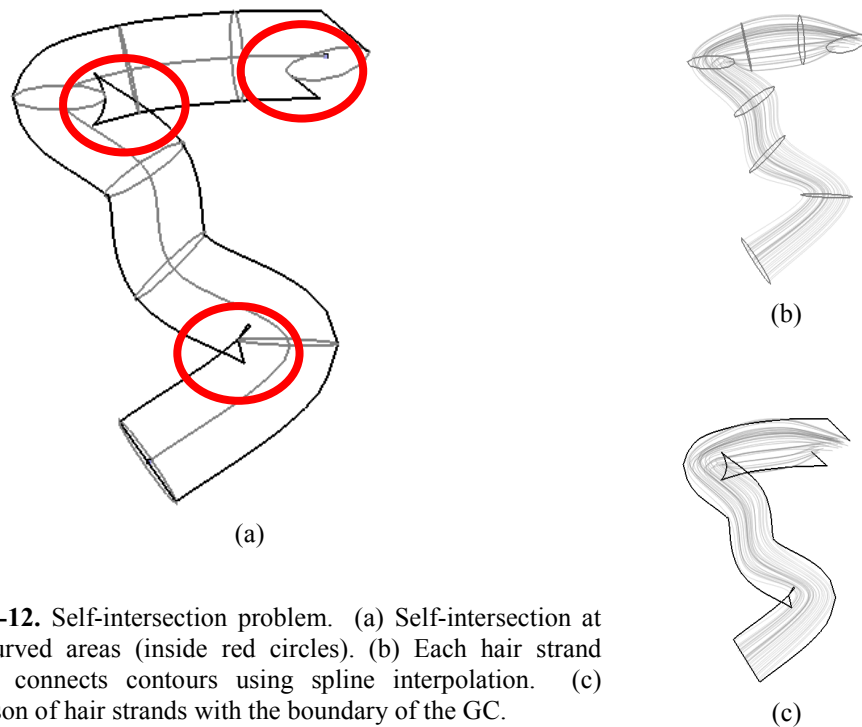 (a)
(b)
-12. Self-intersection problem. (a) Self-intersection at
urved areas (inside red circles). (b) Each hair strand
connects contours using spline interpolation. (c)
son of hair strands with the boundary of the GC.
(c)